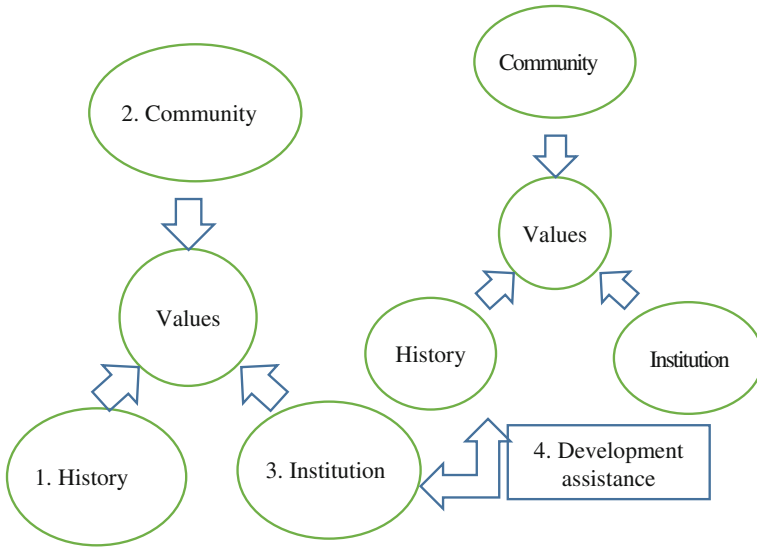 Community
2. Community
Values
Values
History
Institution
1. History
3. Institution
4. Development
assistance